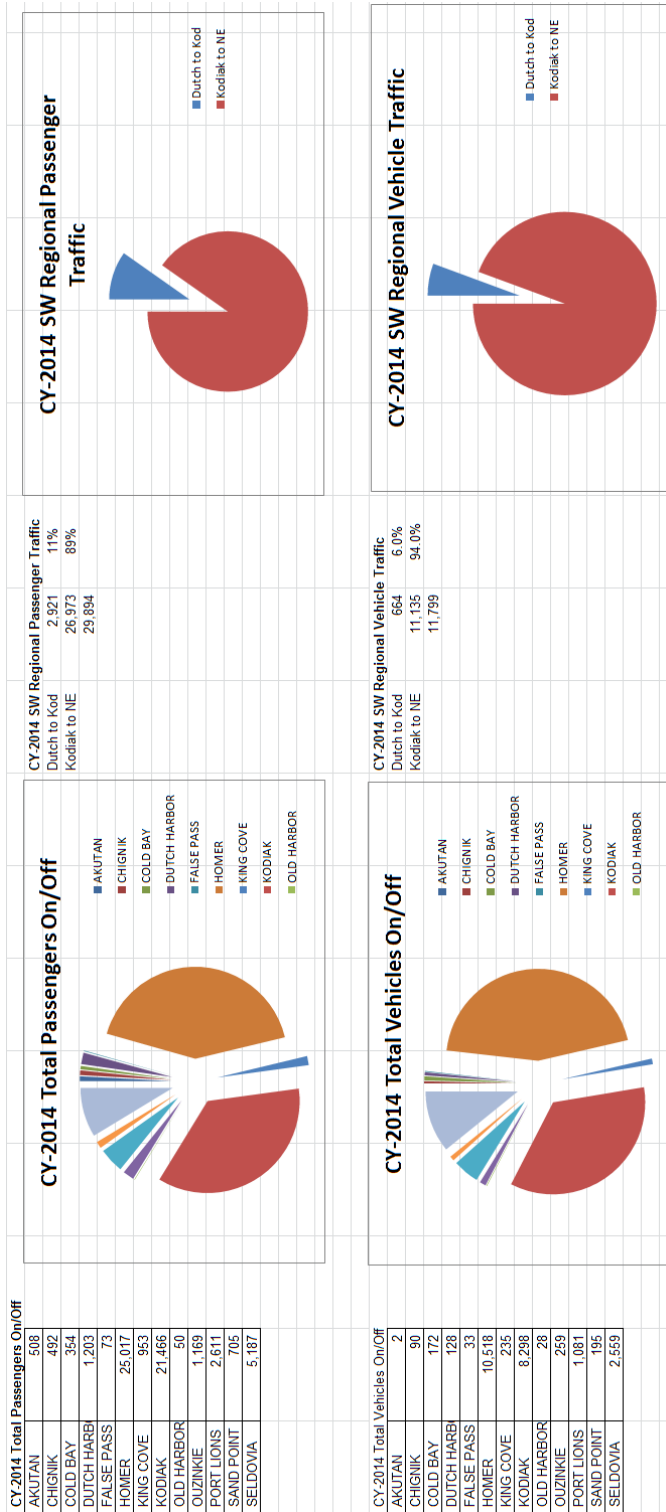 CY-2014 Total Passengers On/Off
AKUTAN 508
CHIGNIK 492
COLD BAY 354
DUTCH HARB 1,203
FALSE PASS 73
HOMER 25,017
KING COVE 953
KODIAK 21,466
OLD HARBOR 50
OUZINKIE 1,169
PORT LIONS 2,611
SAND POINT 705
SELDOVIA 5,187
CY-2014 Total Passengers On/Off
AKUTAN
CHIGNIK
COLD BAY
DUTCH HARBOR
FALSE PASS
HOMER
KING COVE
KODIAK
OLD HARBOR
CY-2014 SW Regional Passenger Traffic
Dutch to Kod 2,921 11%
Kodiak to NE 26,973 89%
29,894
CY-2014 SW Regional Passenger
Traffic
Dutch to Kod
Kodiak to NE
CY-2014 Total Vehicles On/Off
AKUTAN 2
CHIGNIK 90
COLD BAY 172
DUTCH HARB 128
FALSE PASS 33
HOMER 10,518
KING COVE 235
KODIAK 8,298
OLD HARBOR 28
OUZINKIE 259
PORT LIONS 1,081
SAND POINT 195
SELDOVIA 2,559
CY-2014 Total Vehicles On/Off
AKUTAN
CHIGNIK
COLD BAY
DUTCH HARBOR
FALSE PASS
HOMER
KING COVE
KODIAK
OLD HARBOR
CY-2014 SW Regional Vehicle Traffic
Dutch to Kod 664 6.0%
Kodiak to NE 11,135 94.0%
11,799
CY-2014 SW Regional Vehicle Traffic
Dutch to Kod
Kodiak to NE